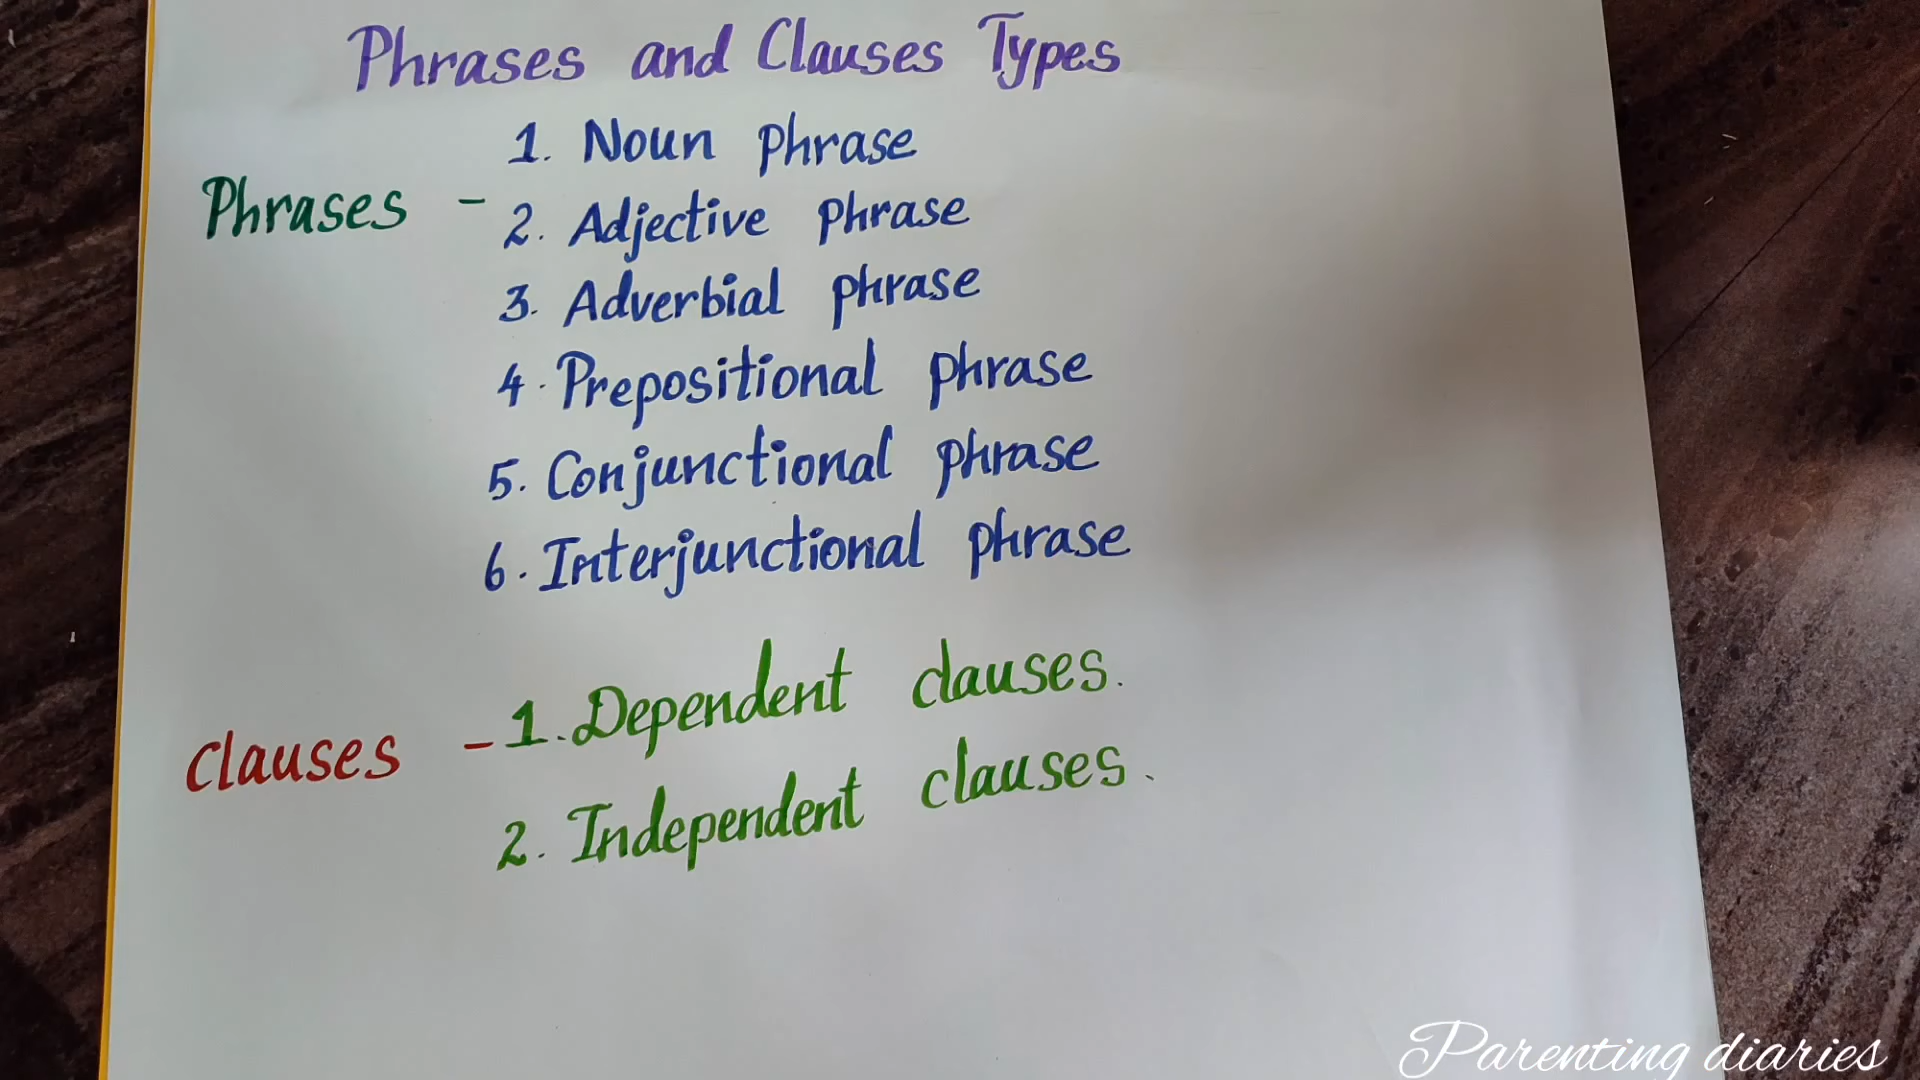 Phrases and Clauses Types
1. Noun phrase
Phrases -
2. Adjective phrase
3. Adverbial phrase
4. Prepositional phrase
5. Conjunctional phrase
6. Interjunctional phrase
Clauses - 1. Dependent clauses.
2. Independent clauses.
Parenting diaries